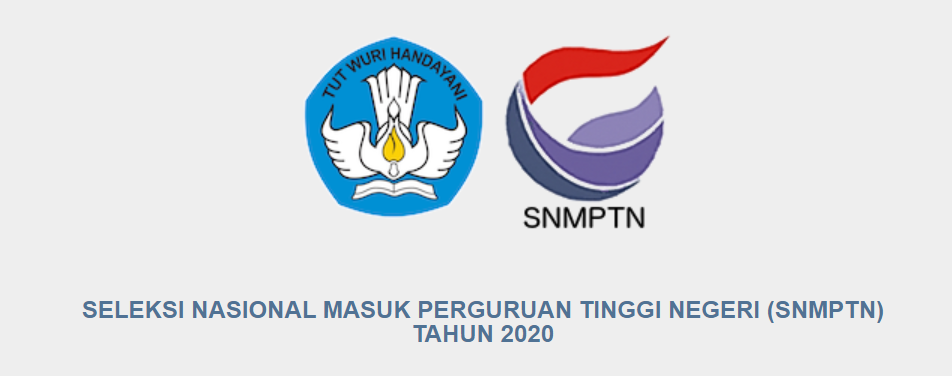 TUT WURI HANDAYANI
SNMPTN
SELEKSI NASIONAL MASUK PERGURUAN TINGGI NEGERI (SNMPTN)
TAHUN 2020